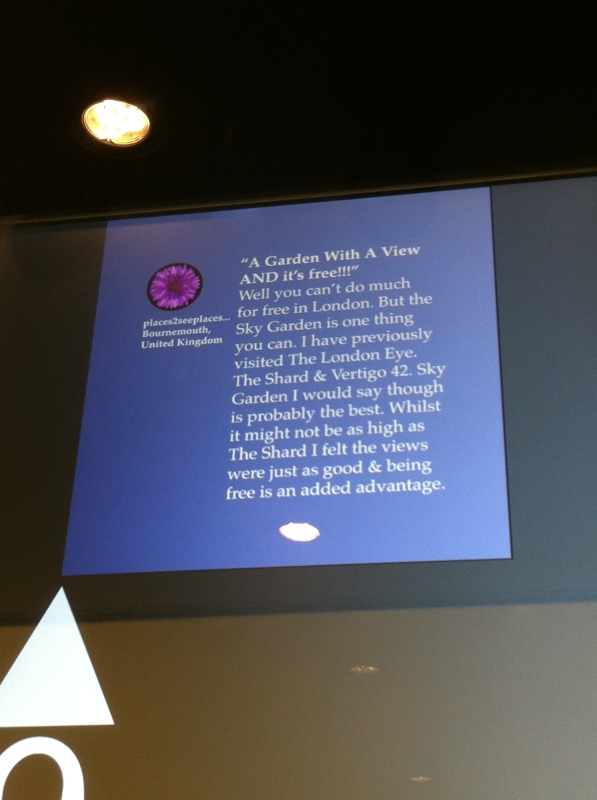 "A Garden With A View
AND it's free!!!"
Well you can't do much
for free in London. But the
Sky Garden is one thing
you can. I have previously
visited The London Eye.
The Shard & Vertigo 42. Sky
Garden I would say though
is probably the best. Whilst
it might not be as high as
The Shard I felt the views
were just as good & being
free is an added advantage.
places2seeplaces...
Bournemouth,
United Kingdom